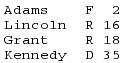 Adams    F  2
Lincoln  R 16
Grant    R 18
Kennedy  D 35